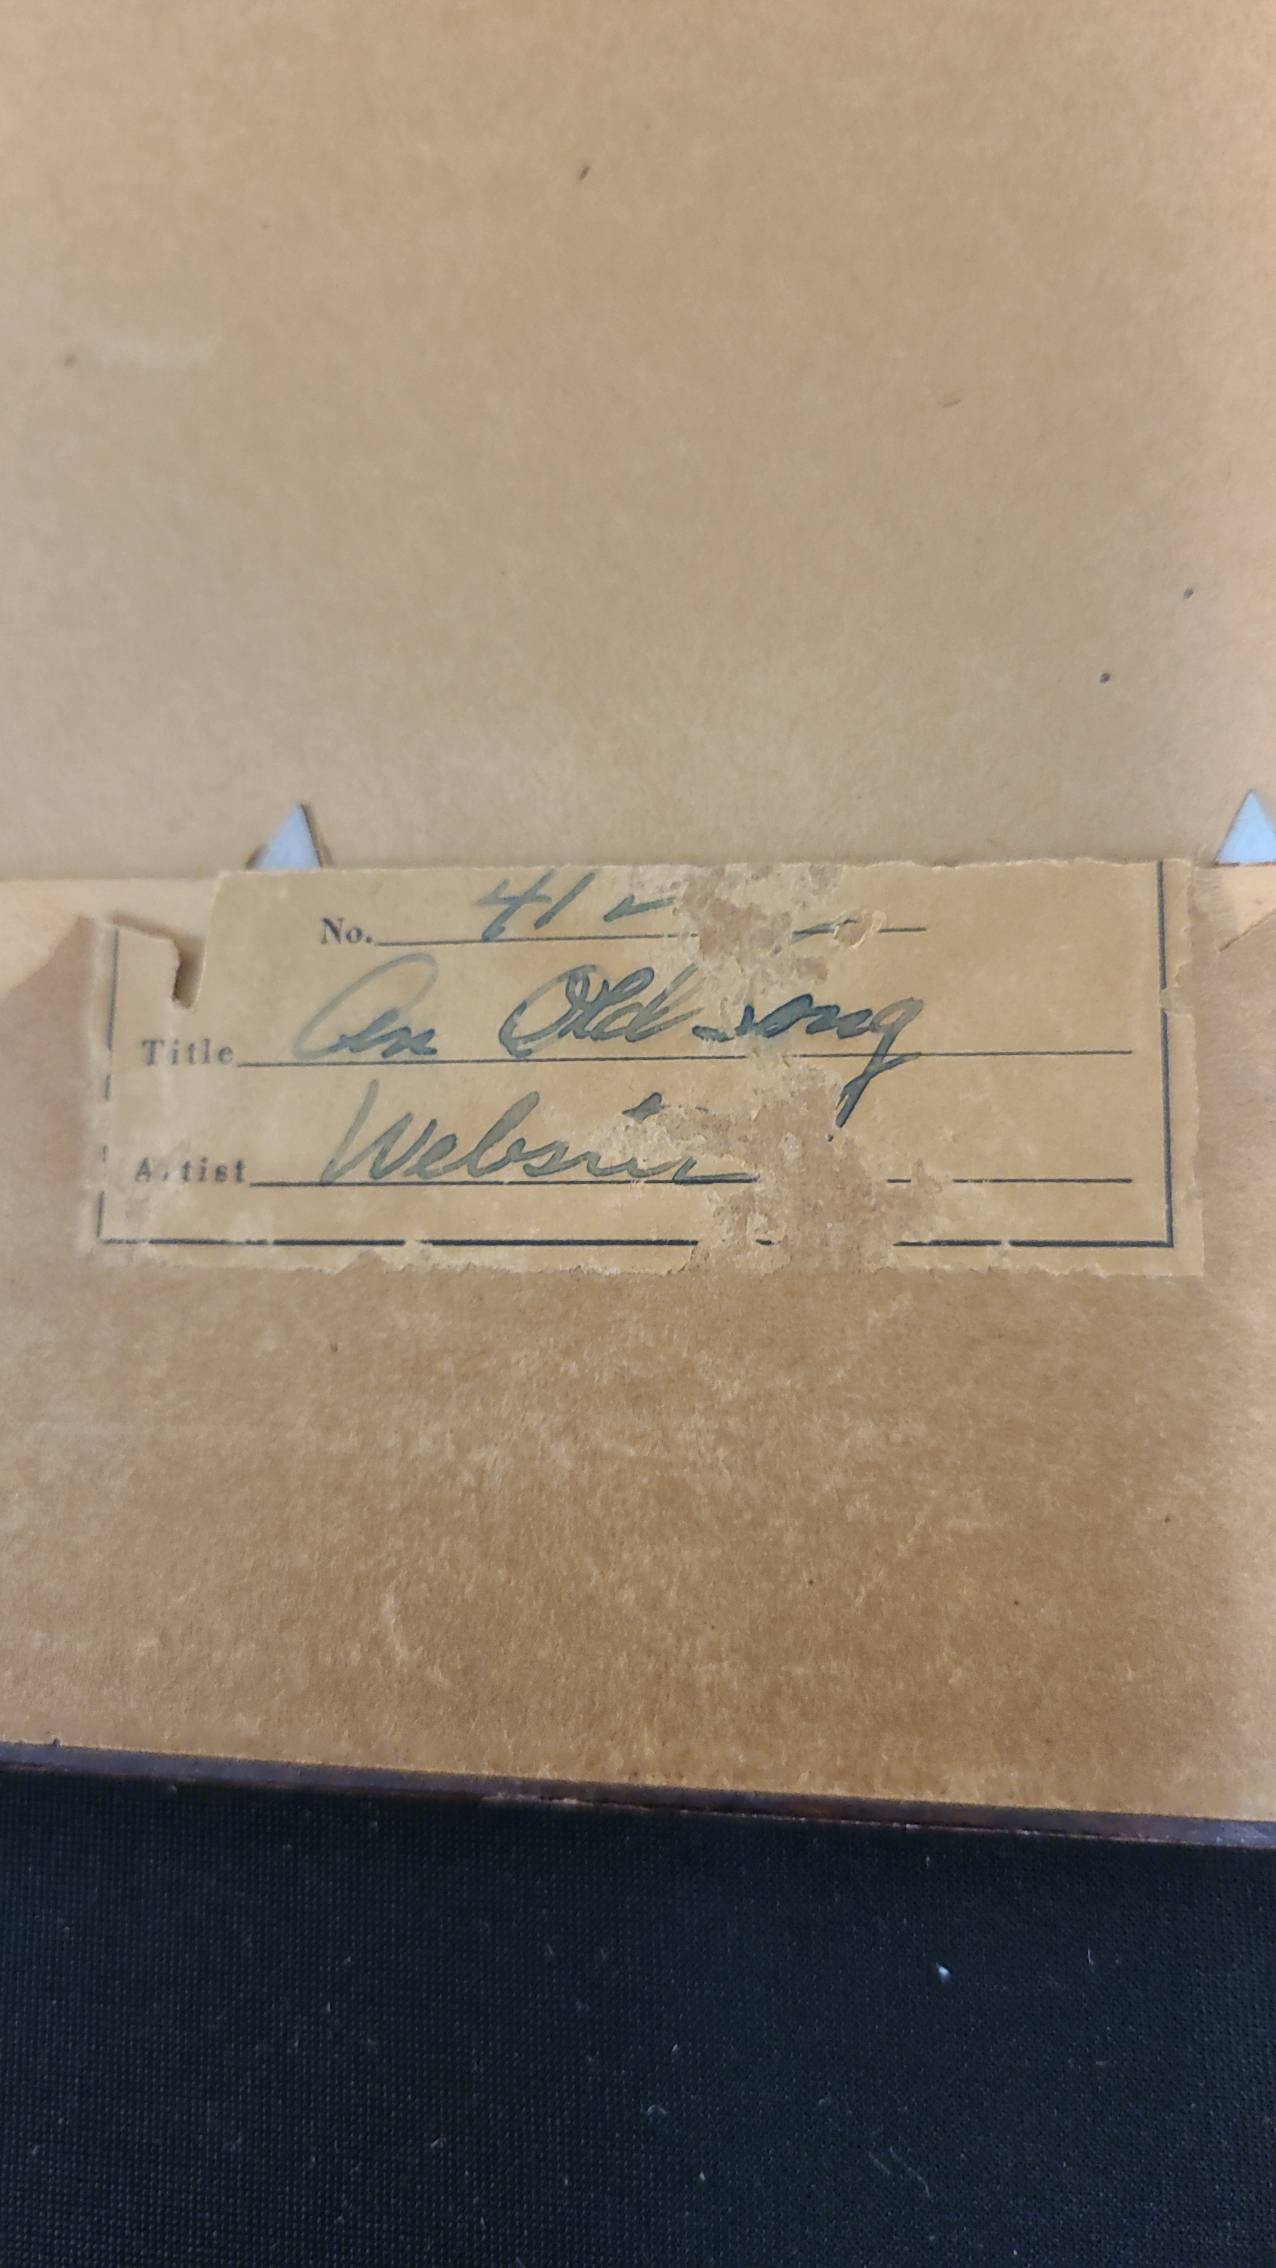 No. 41
Title An Old Song
Artist Webster